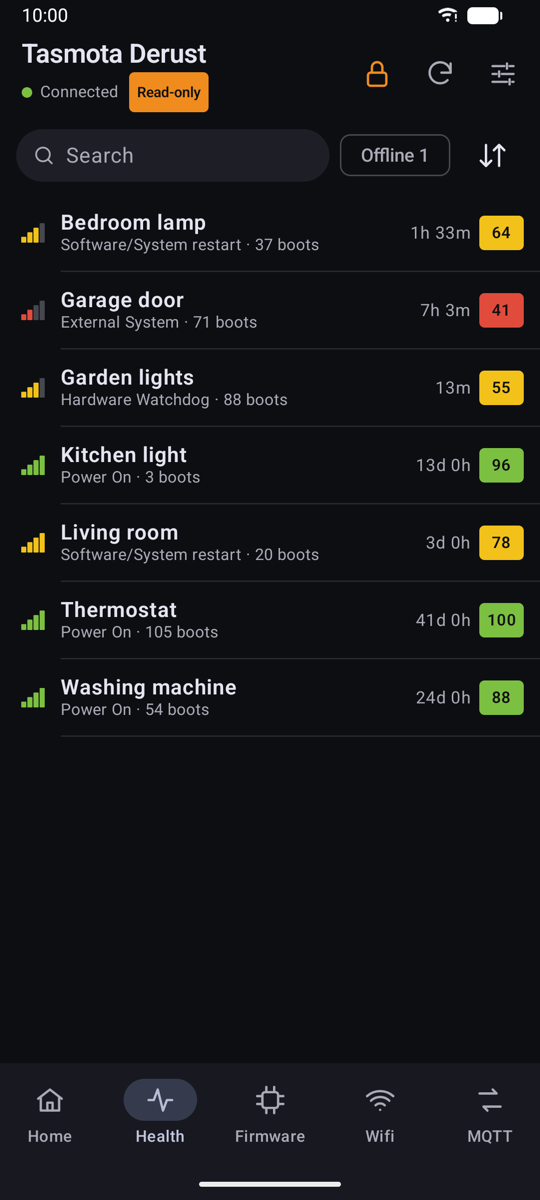 10:00
Tasmota Derust
Connected Read-only
Search Offline 1
Bedroom lamp
Software/System restart · 37 boots
1h 33m 64
Garage door
External System · 71 boots
7h 3m 41
Garden lights
Hardware Watchdog · 88 boots
13m 55
Kitchen light
Power On · 3 boots
13d 0h 96
Living room
Software/System restart · 20 boots
3d 0h 78
Thermostat
Power On · 105 boots
41d 0h 100
Washing machine
Power On · 54 boots
24d 0h 88
Home Health Firmware Wifi MQTT